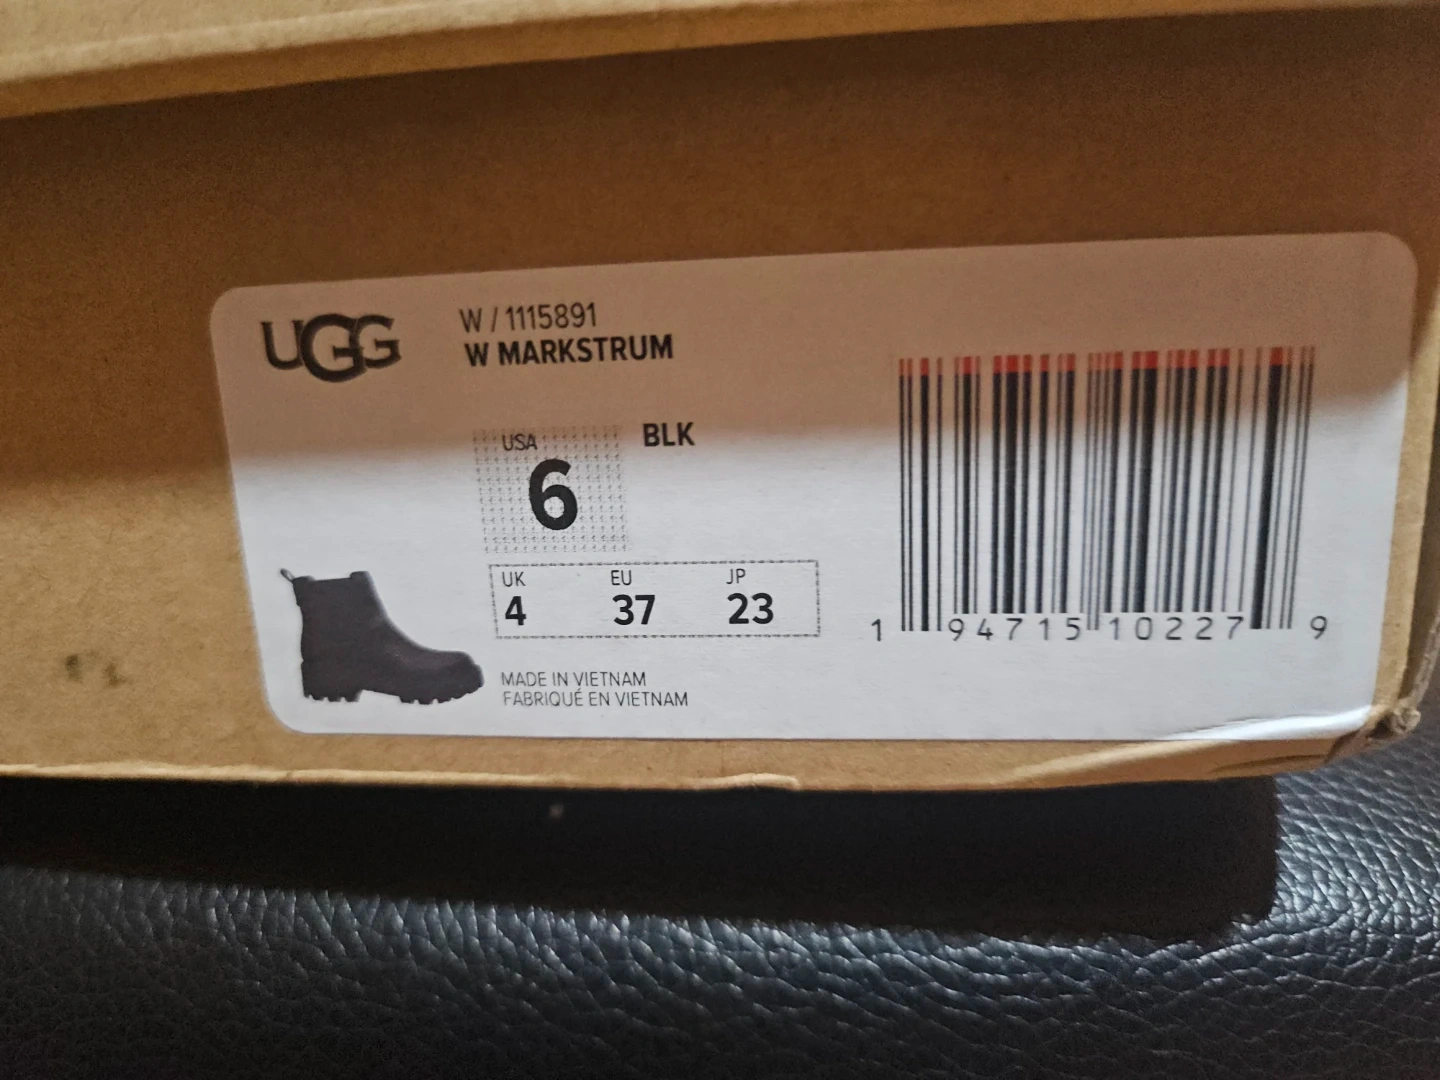 UGG
W / 1115891
W MARKSTRUM
USA
6
BLK
UK EU JP
4 37 23
MADE IN VIETNAM
FABRIQUÉ EN VIETNAM
1 94715 10227 9